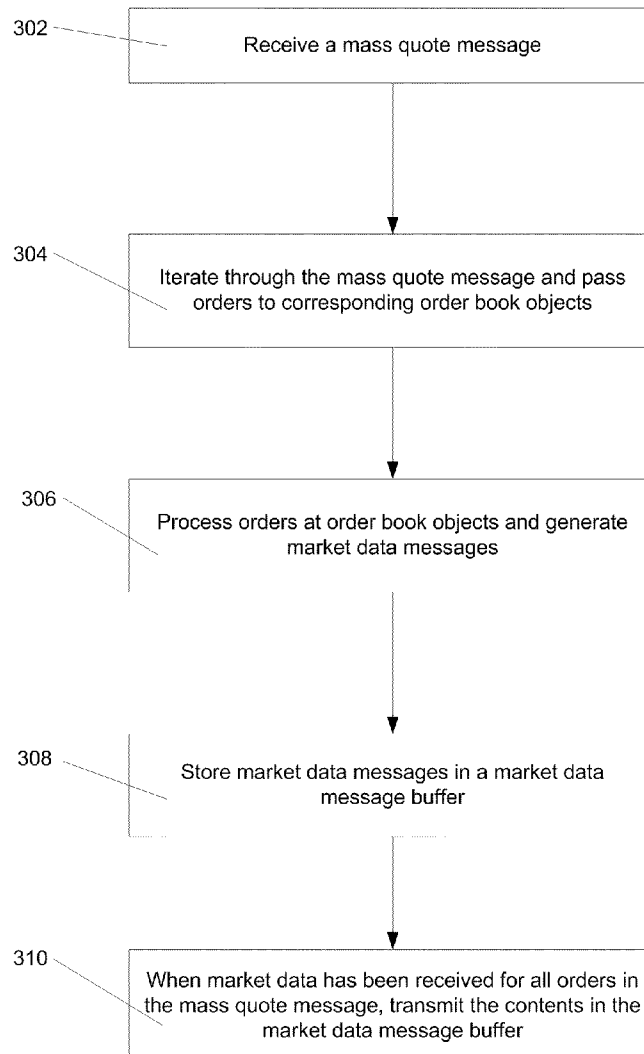 302
Receive a mass quote message
304
Iterate through the mass quote message and pass
orders to corresponding order book objects
306
Process orders at order book objects and generate
market data messages
308
Store market data messages in a market data
message buffer
310
When market data has been received for all orders in
the mass quote message, transmit the contents in the
market data message buffer